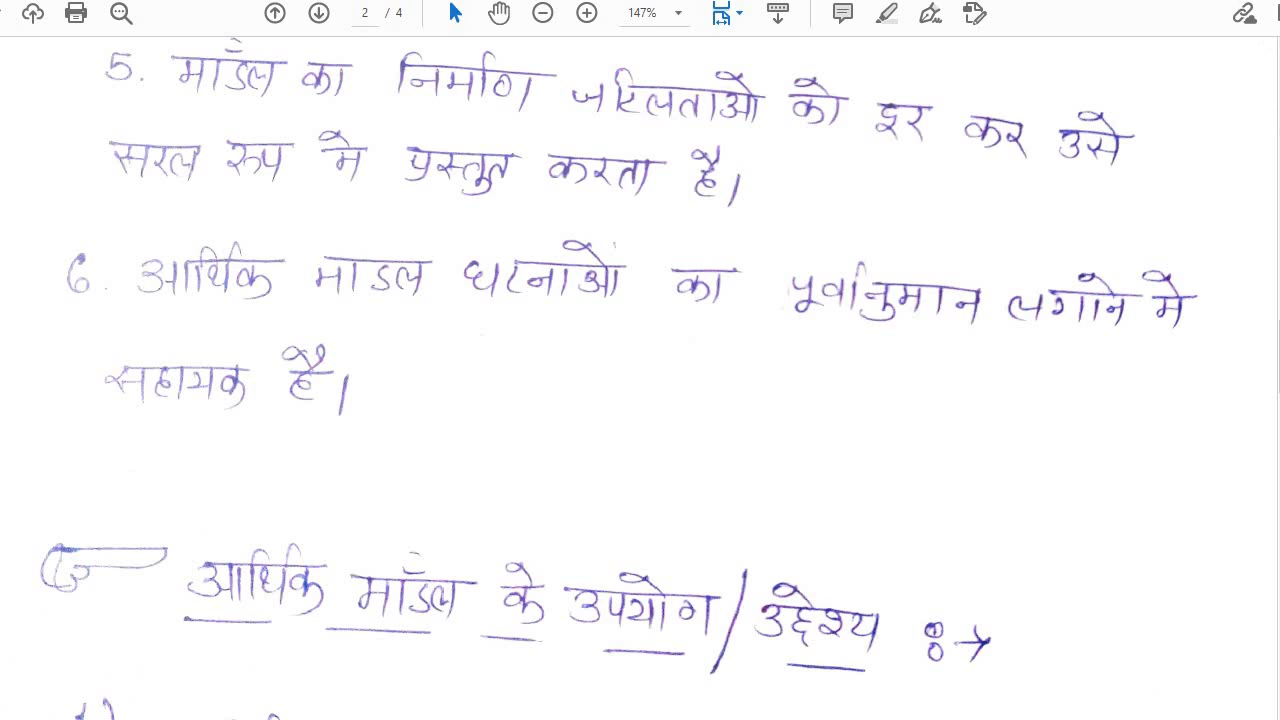 2 / 4 147%
5. मॉडल का निर्माण जटिलताओ को दूर कर उसे
सरल रूप मे प्रस्तुत करता है।
6. आर्थिक माडल घटनाओं का पूर्वानुमान लगाने मे
सहायक है।
आर्थिक मॉडल के उपयोग / उद्देश्य :→